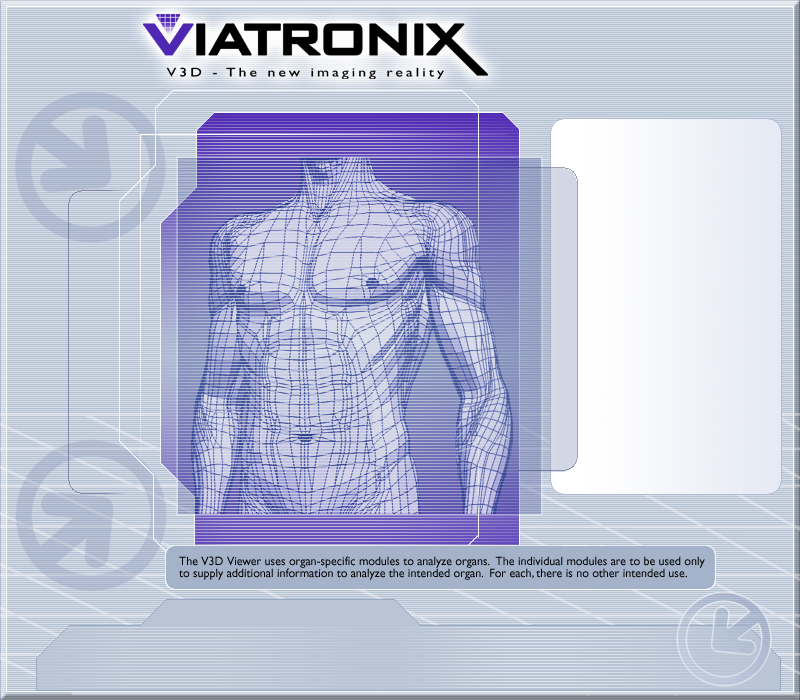 VIATRONIX
V3D - The new imaging reality
The V3D Viewer uses organ-specific modules to analyze organs. The individual modules are to be used only
to supply additional information to analyze the intended organ. For each, there is no other intended use.